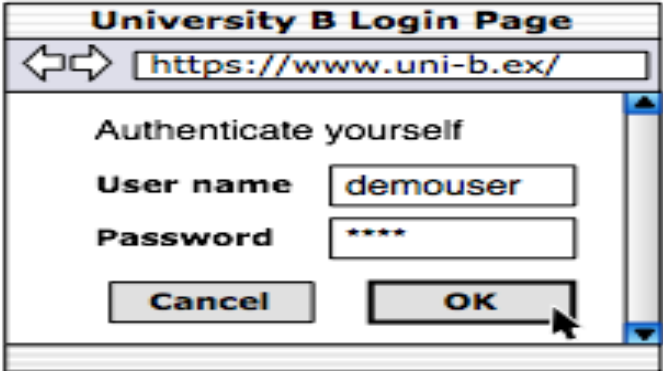 University B Login Page
https://www.uni-b.ex/
Authenticate yourself
User name demouser
Password ****
Cancel OK